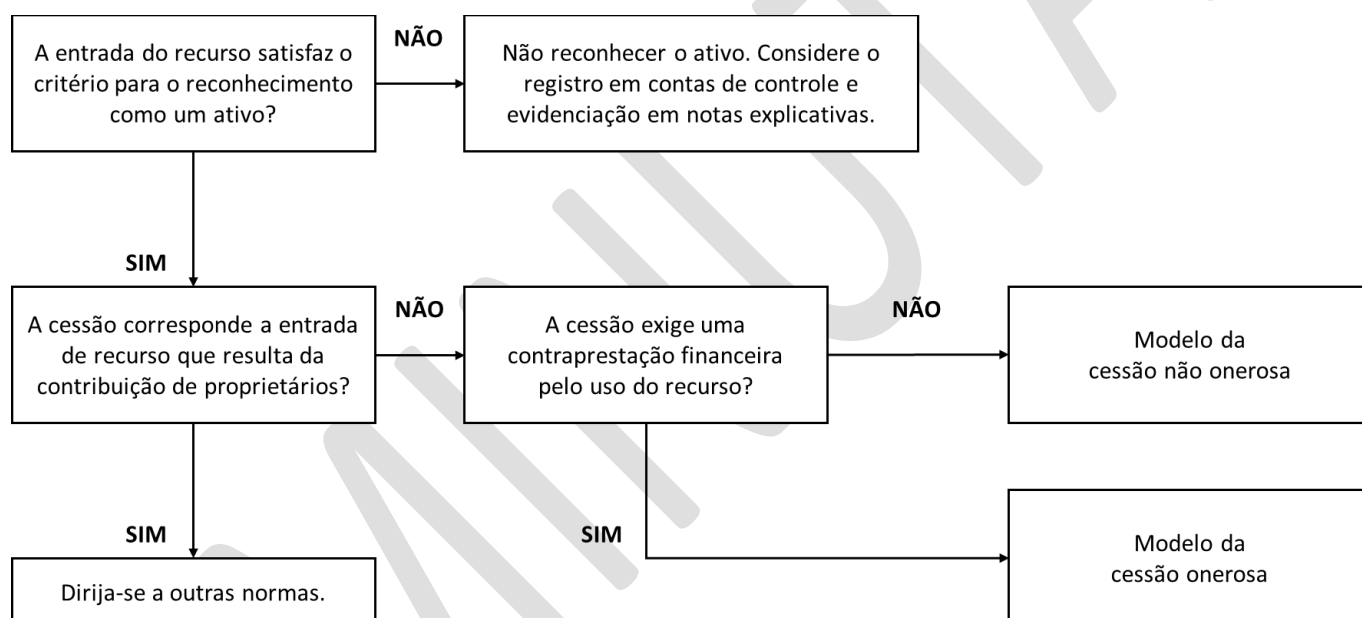 A entrada do recurso satisfaz o
critério para o reconhecimento
como um ativo?
NÃO
Não reconhecer o ativo. Considere o
registro em contas de controle e
evidenciação em notas explicativas.
SIM
A cessão corresponde a entrada
de recurso que resulta da
contribuição de proprietários?
NÃO
A cessão exige uma
contraprestação financeira
pelo uso do recurso?
NÃO
Modelo da
cessão não onerosa
SIM
Dirija-se a outras normas.
SIM
Modelo da
cessão onerosa
MINUTA